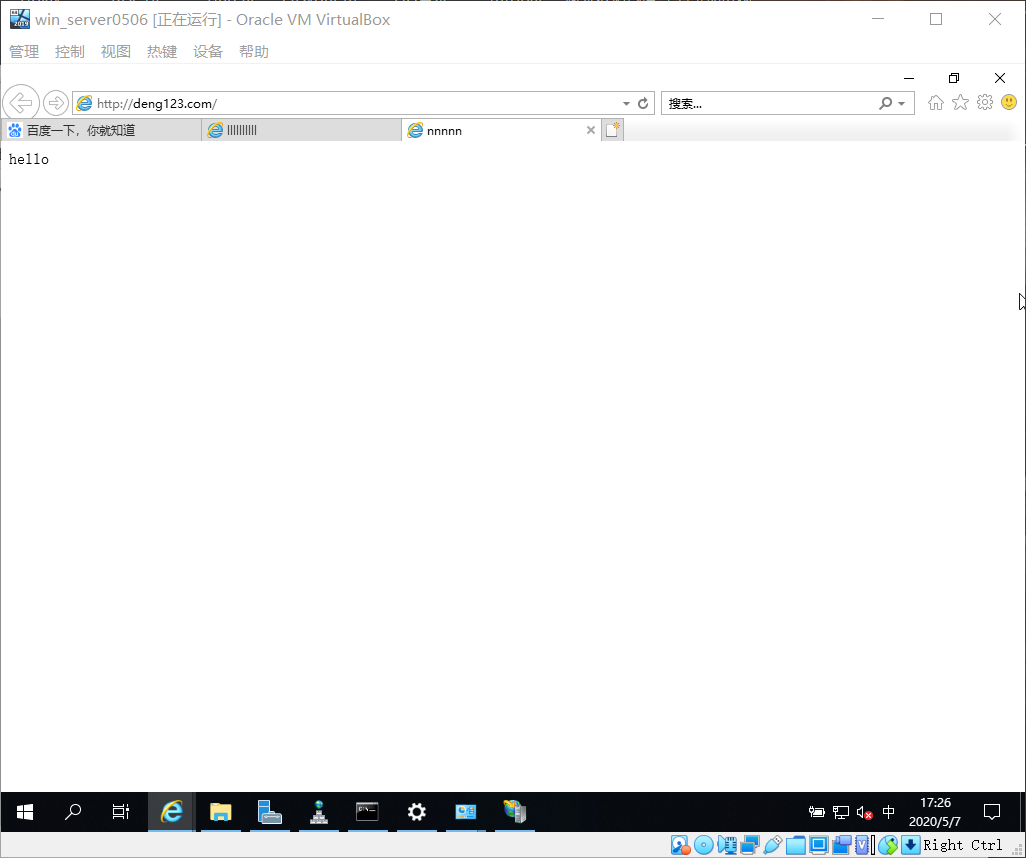 win_server0506 [正在运行] - Oracle VM VirtualBox
管理 控制 视图 热键 设备 帮助
http://deng123.com/ 搜索...
百度一下，你就知道 llllllllll nnnnn
hello
中 17:26
2020/5/7
Right Ctrl